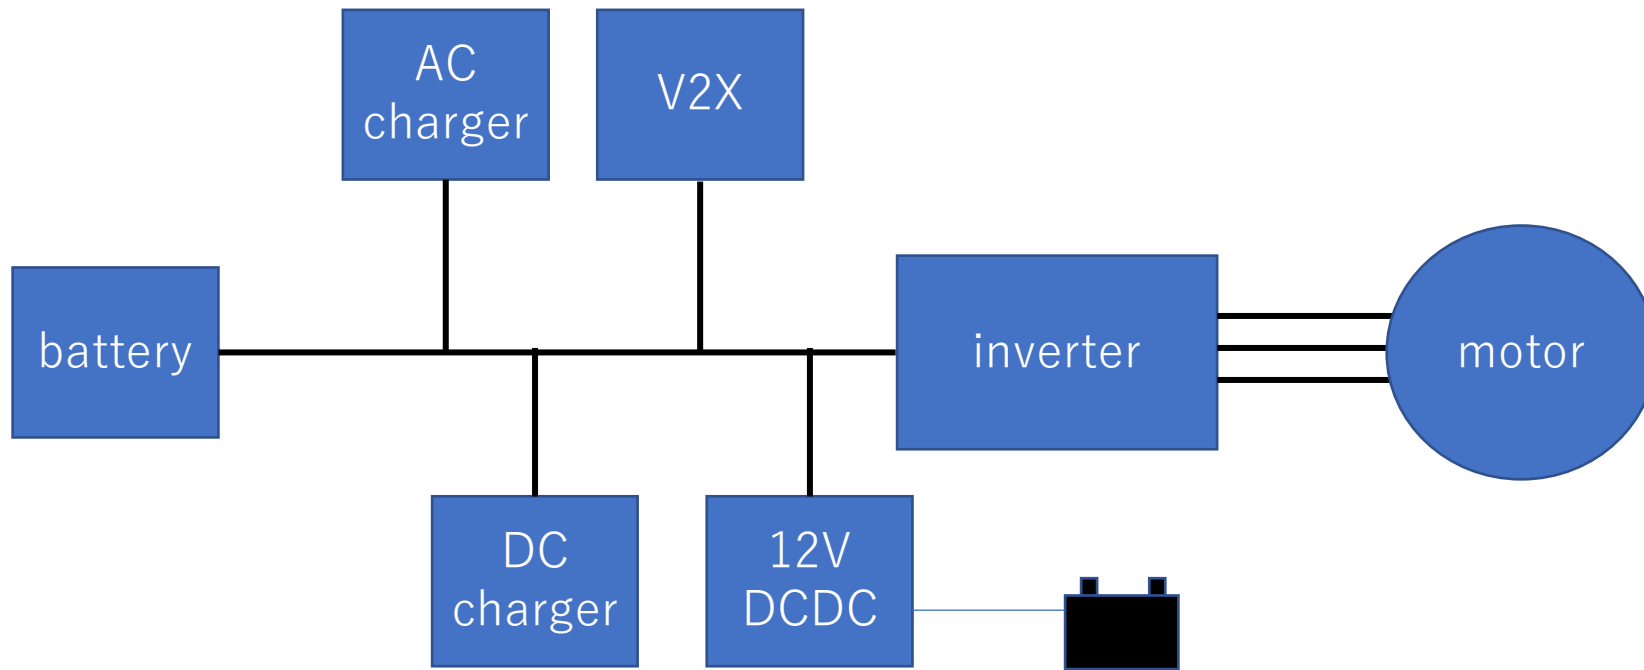 AC
charger
V2X
battery
inverter
motor
DC
charger
12V
DCDC